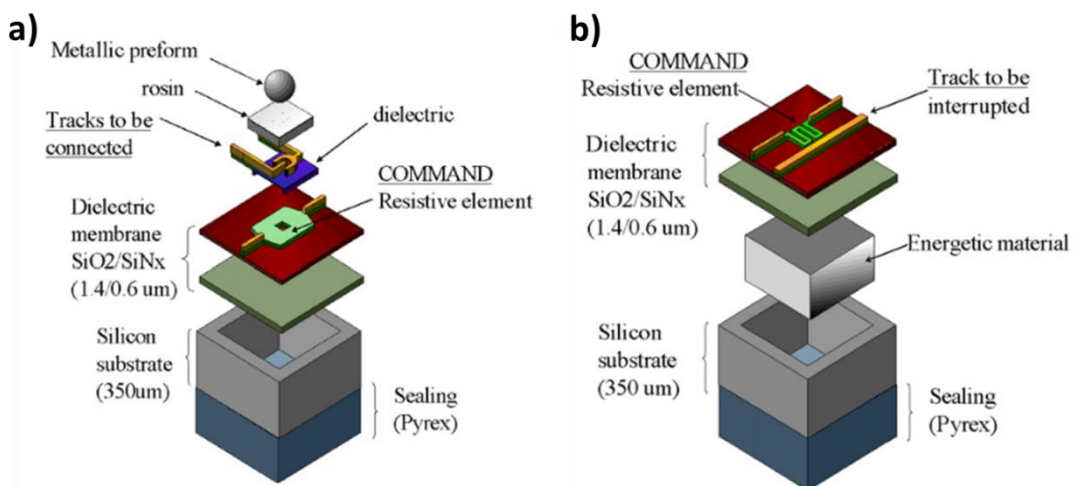 a)
Metallic preform
rosin
Tracks to be
connected
dielectric
COMMAND
Resistive element
Dielectric
membrane
SiO2/SiNx
(1.4/0.6 um)
Silicon
substrate
(350um)
Sealing
(Pyrex)
b)
COMMAND
Resistive element
Track to be
interrupted
Dielectric
membrane
SiO2/SiNx
(1.4/0.6 um)
Energetic material
Silicon
substrate
(350 um)
Sealing
(Pyrex)